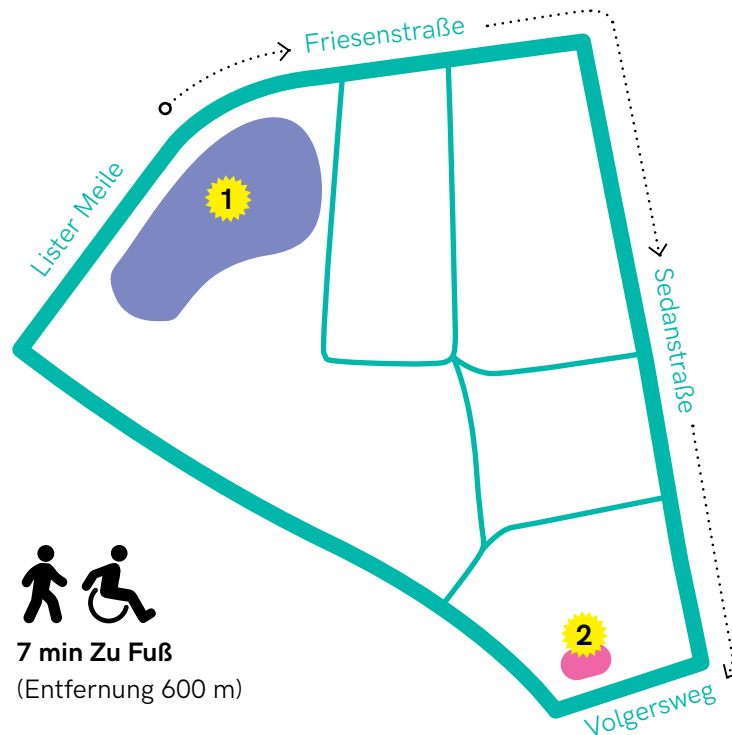 Friesenstraße
Lister Meile
1
Sedanstraße
2
7 min Zu Fuß
(Entfernung 600 m)
Volgersweg